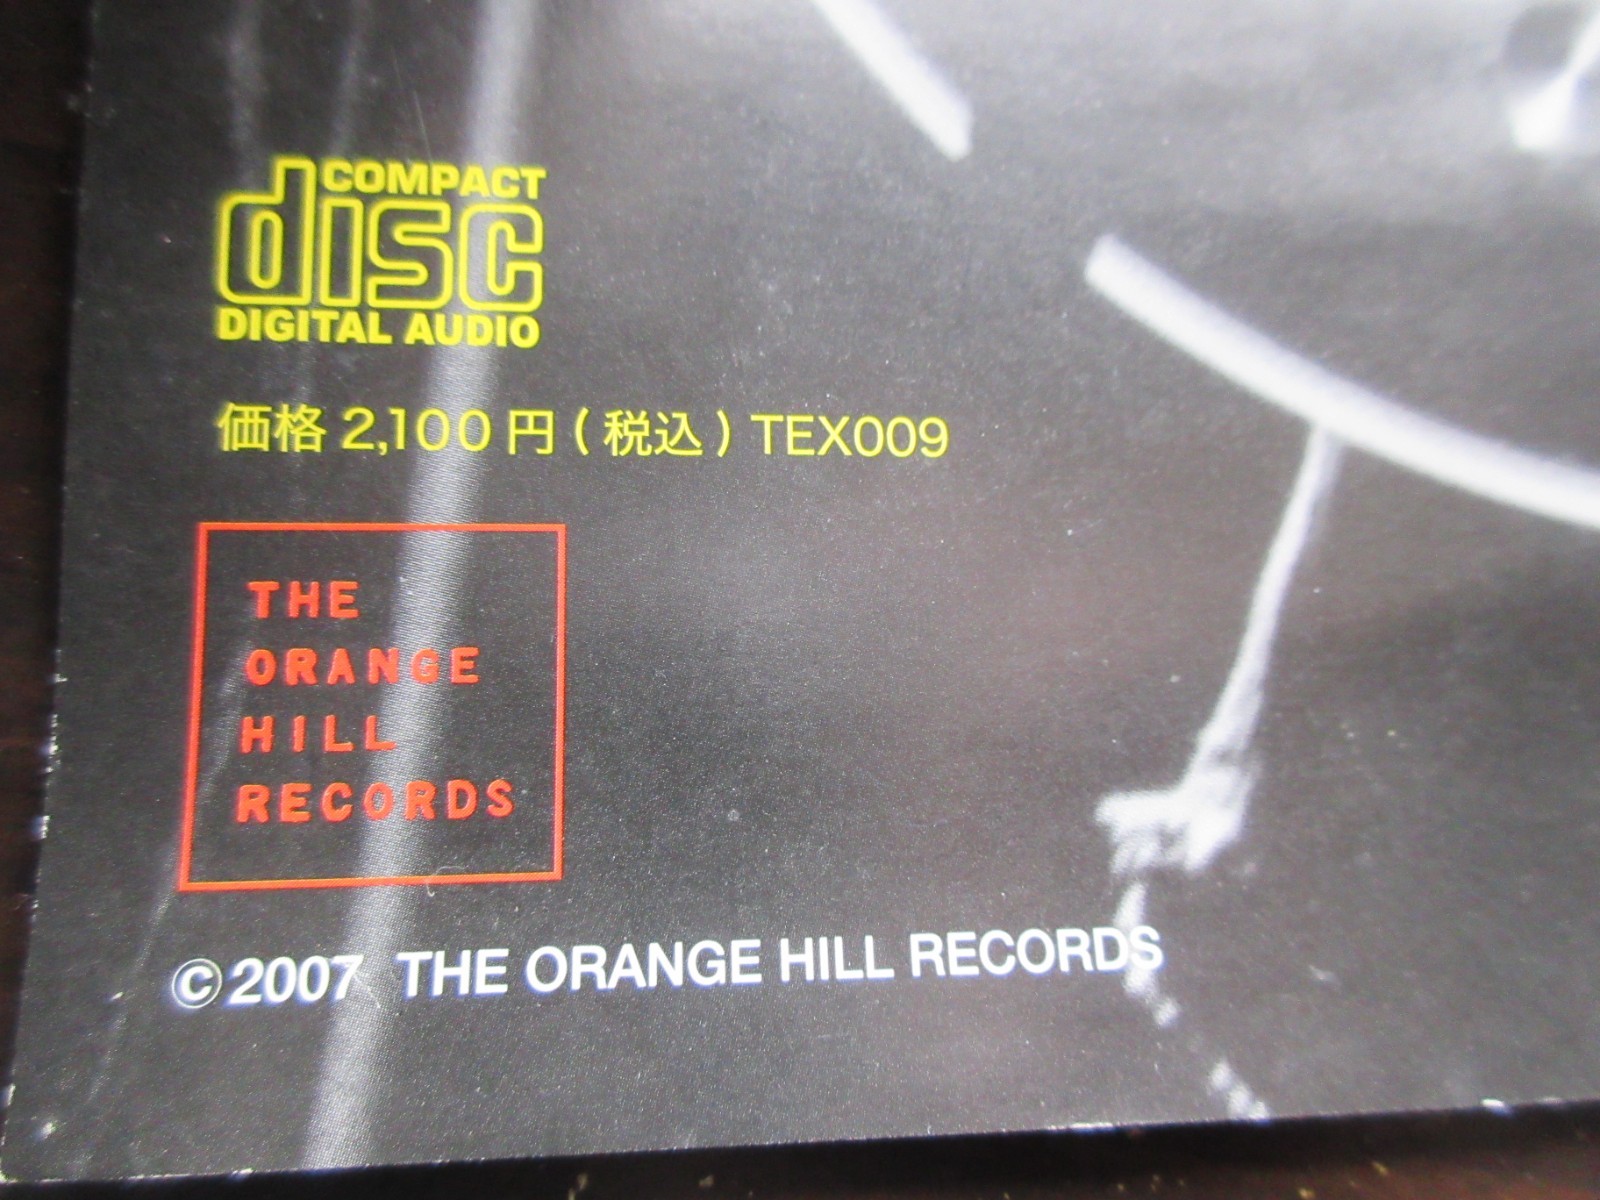 COMPACT
disc
DIGITAL AUDIO
価格 2,100 円 ( 税込 ) TEX009
THE
ORANGE
HILL
RECORDS
©2007 THE ORANGE HILL RECORDS